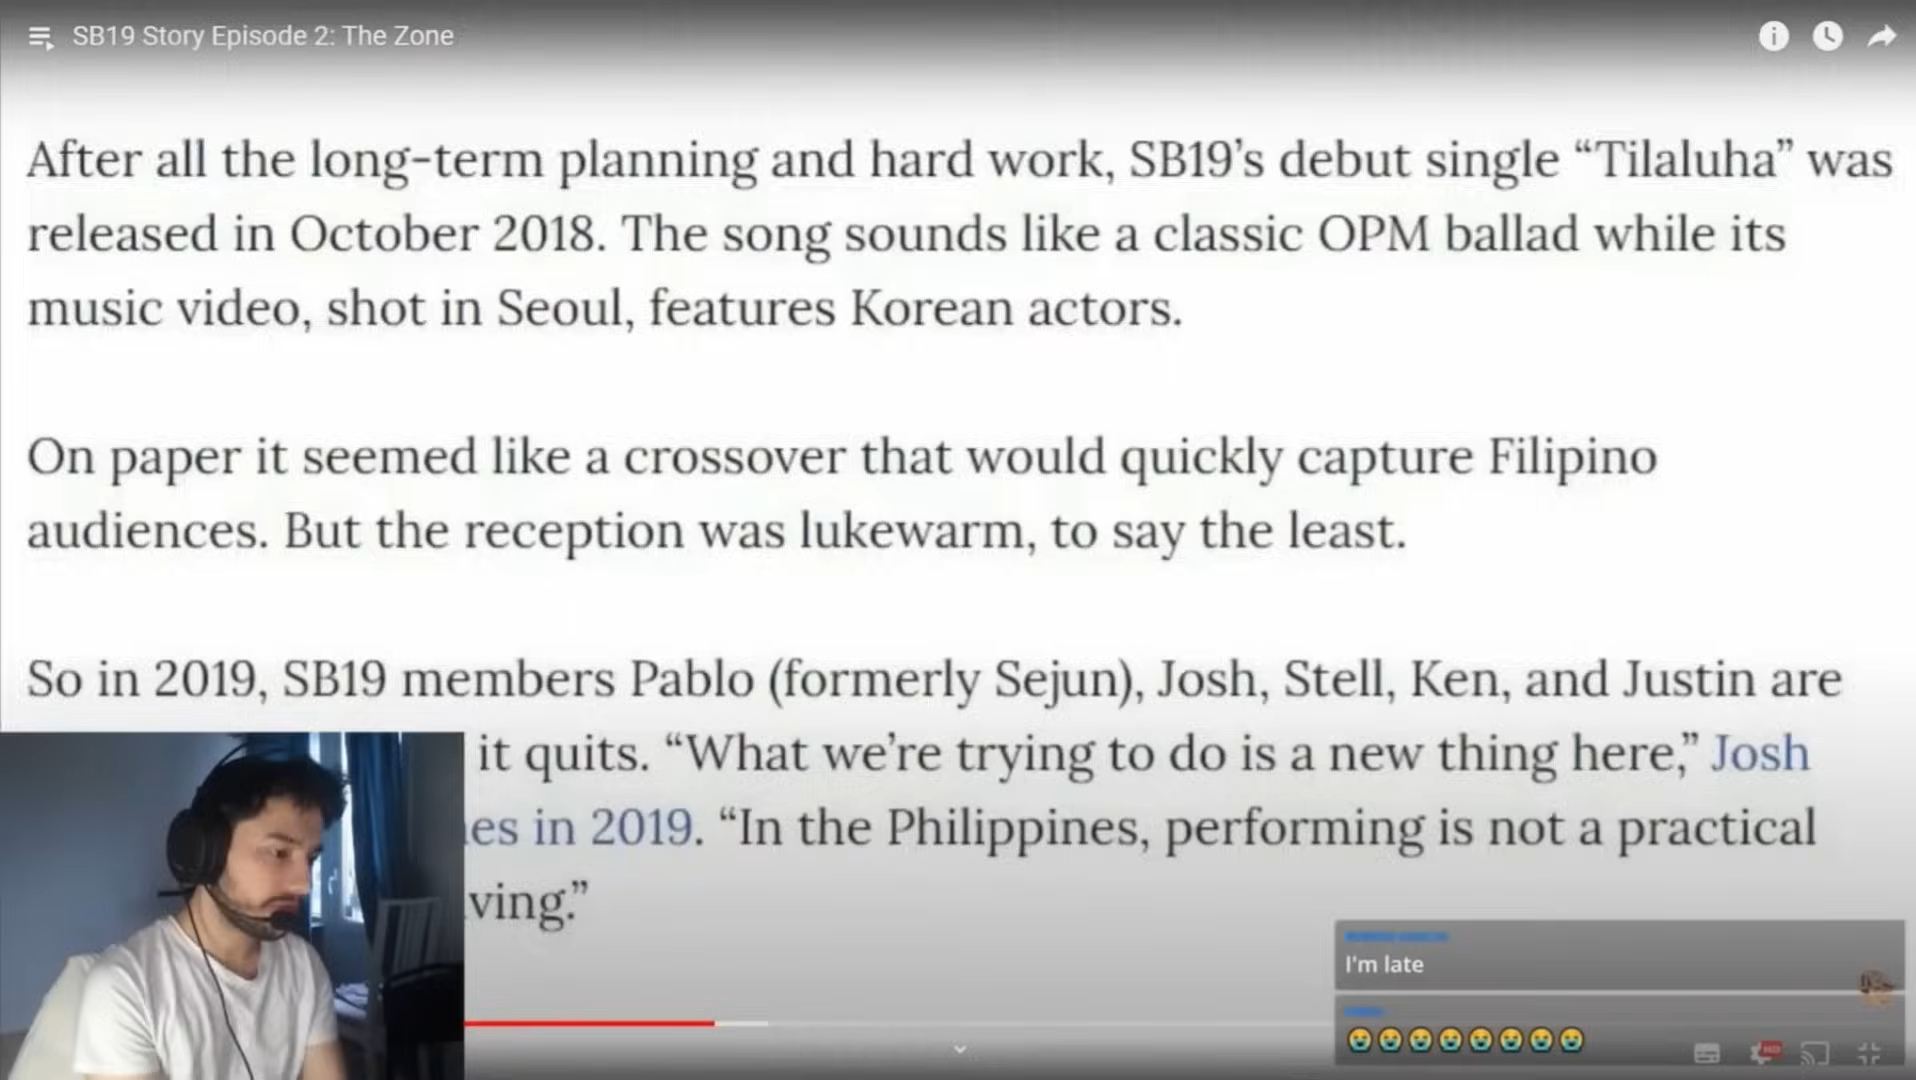 SB19 Story Episode 2: The Zone
After all the long-term planning and hard work, SB19’s debut single “Tilaluha” was
released in October 2018. The song sounds like a classic OPM ballad while its
music video, shot in Seoul, features Korean actors.
On paper it seemed like a crossover that would quickly capture Filipino
audiences. But the reception was lukewarm, to say the least.
So in 2019, SB19 members Pablo (formerly Sejun), Josh, Stell, Ken, and Justin are
it quits. “What we’re trying to do is a new thing here,” Josh
es in 2019. “In the Philippines, performing is not a practical
ving.”
I'm late
😭😭😭😭😭😭😭😭
HD